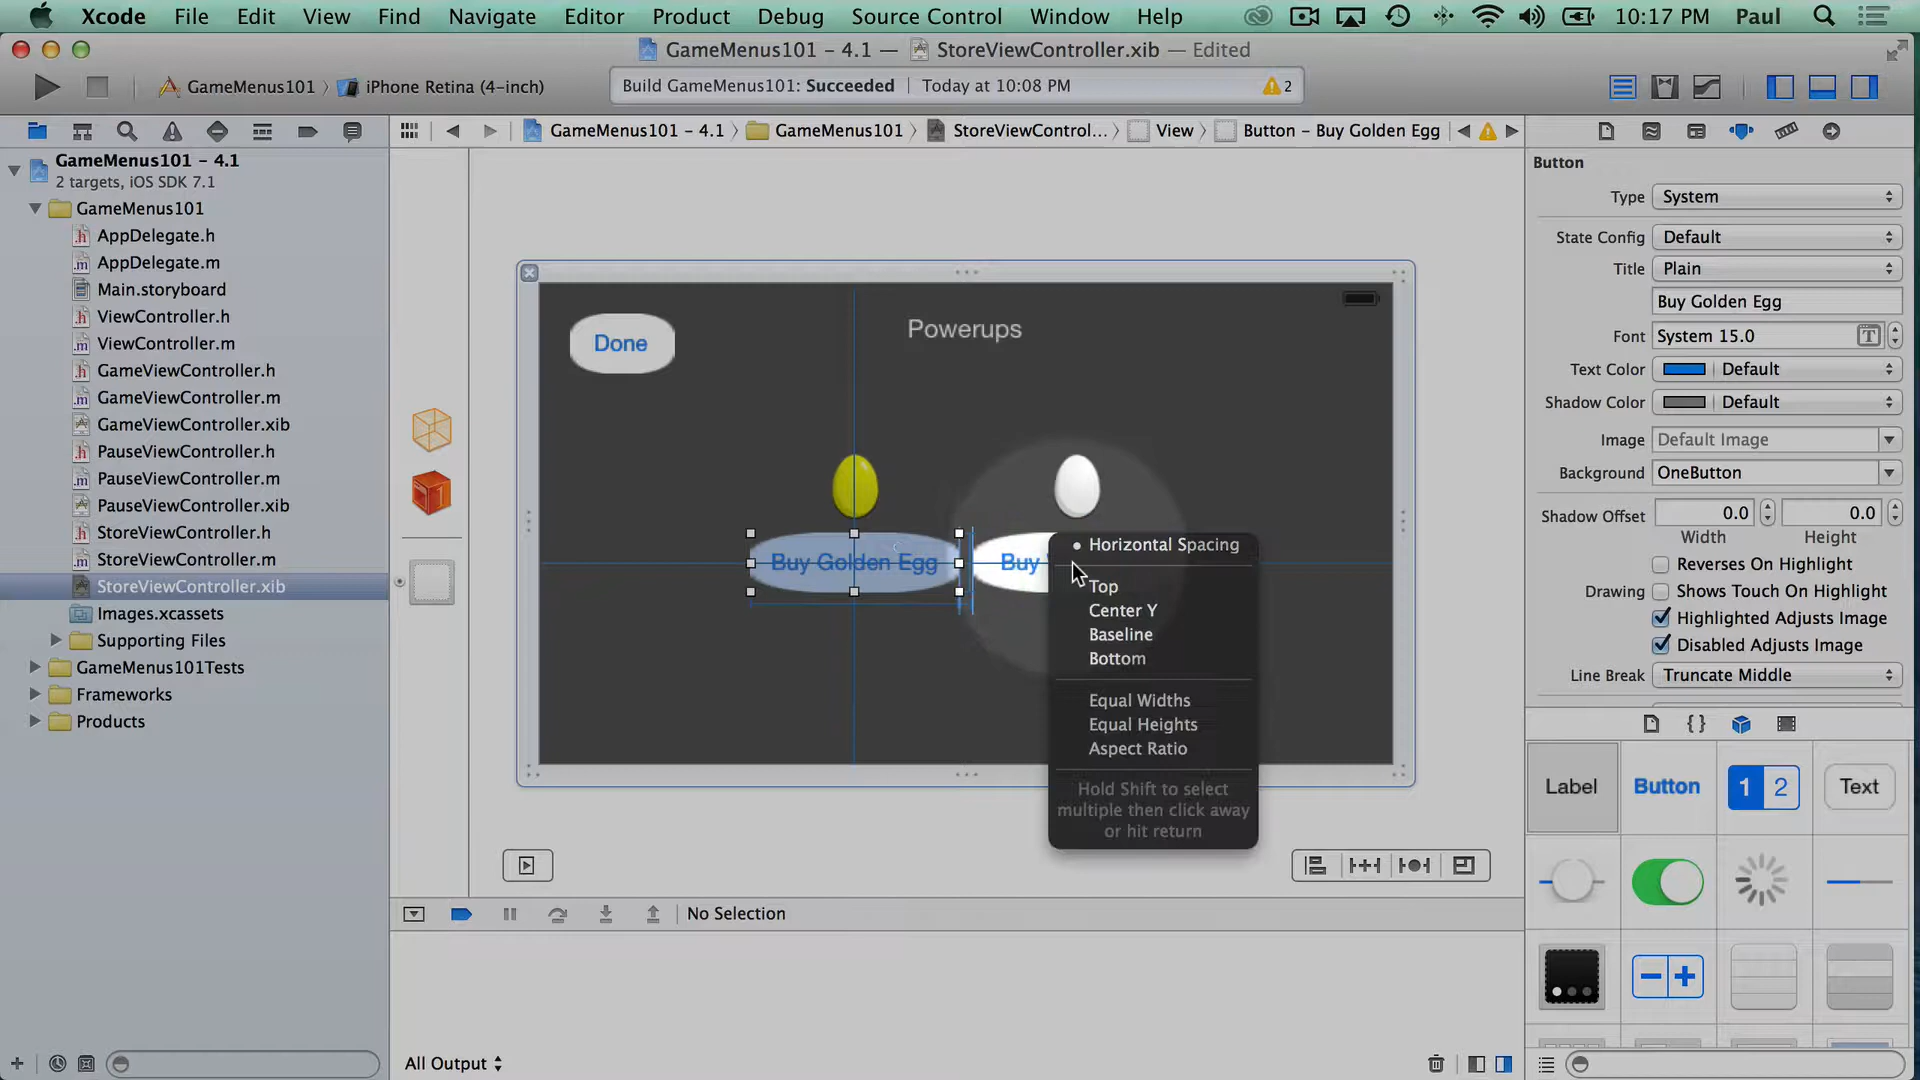 Xcode File Edit View Find Navigate Editor Product Debug Source Control Window Help 10:17 PM Paul
GameMenus101 - 4.1 — StoreViewController.xib — Edited
GameMenus101 〉 iPhone Retina (4-inch)
Build GameMenus101: Succeeded | Today at 10:08 PM 2
GameMenus101 - 4.1 〉 GameMenus101 〉 StoreViewControl... 〉 View 〉 Button - Buy Golden Egg
GameMenus101 - 4.1
2 targets, iOS SDK 7.1
GameMenus101
AppDelegate.h
AppDelegate.m
Main.storyboard
ViewController.h
ViewController.m
GameViewController.h
GameViewController.m
GameViewController.xib
PauseViewController.h
PauseViewController.m
PauseViewController.xib
StoreViewController.h
StoreViewController.m
StoreViewController.xib
Images.xcassets
Supporting Files
GameMenus101Tests
Frameworks
Products
Done
Powerups
Buy Golden Egg
Buy
Horizontal Spacing
Top
Center Y
Baseline
Bottom
Equal Widths
Equal Heights
Aspect Ratio
Hold Shift to select
multiple then click away
or hit return
No Selection
All Output
Button
Type System
State Config Default
Title Plain
Buy Golden Egg
Font System 15.0 T
Text Color Default
Shadow Color Default
Image Default Image
Background OneButton
Shadow Offset 0.0 0.0
Width Height
Reverses On Highlight
Drawing Shows Touch On Highlight
Highlighted Adjusts Image
Disabled Adjusts Image
Line Break Truncate Middle
{ }
Label Button 1 2 Text